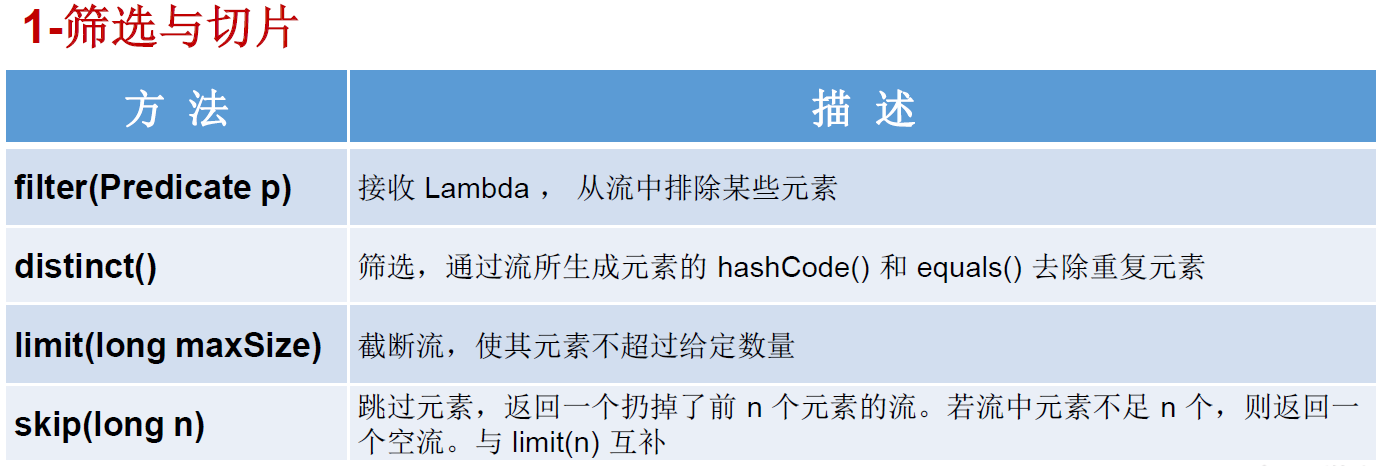 1-筛选与切片
方 法 描 述
filter(Predicate p) 接收 Lambda ， 从流中排除某些元素
distinct() 筛选，通过流所生成元素的 hashCode() 和 equals() 去除重复元素
limit(long maxSize) 截断流，使其元素不超过给定数量
skip(long n) 跳过元素，返回一个扔掉了前 n 个元素的流。若流中元素不足 n 个，则返回一
个空流。与 limit(n) 互补